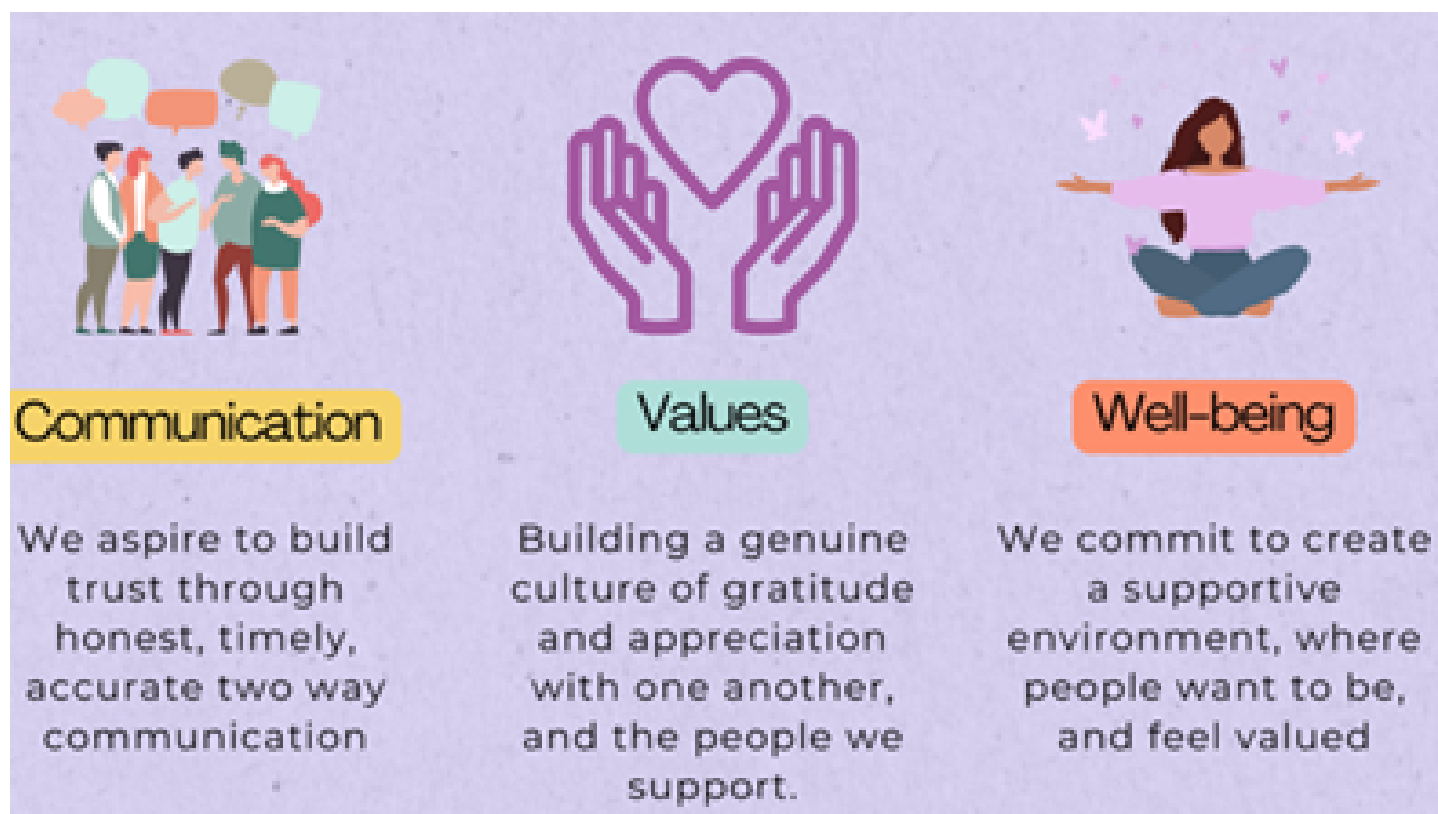 Communication
We aspire to build
trust through
honest, timely,
accurate two way
communication
Values
Building a genuine
culture of gratitude
and appreciation
with one another,
and the people we
support.
Well-being
We commit to create
a supportive
environment, where
people want to be,
and feel valued